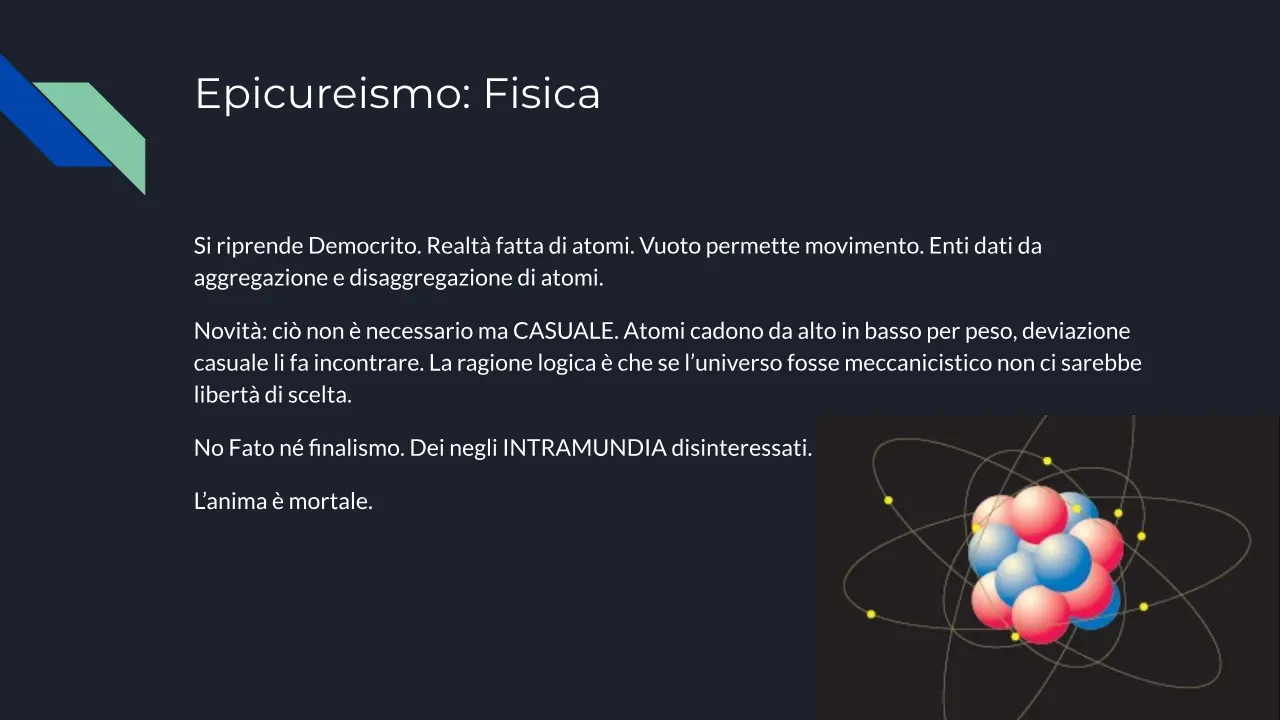 Epicureismo: Fisica
Si riprende Democrito. Realtà fatta di atomi. Vuoto permette movimento. Enti dati da
aggregazione e disaggregazione di atomi.
Novità: ciò non è necessario ma CASUALE. Atomi cadono da alto in basso per peso, deviazione
casuale li fa incontrare. La ragione logica è che se l’universo fosse meccanicistico non ci sarebbe
libertà di scelta.
No Fato né finalismo. Dei negli INTRAMUNDIA disinteressati.
L’anima è mortale.